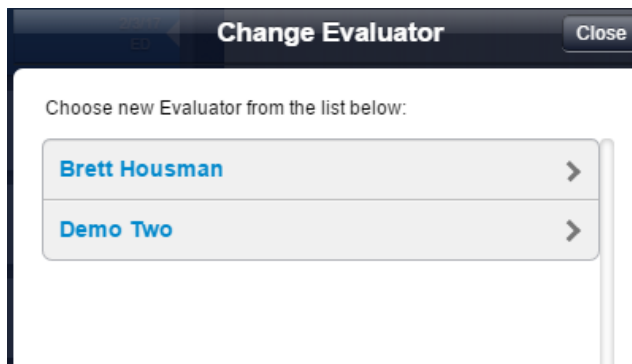 Change Evaluator
Close
Choose new Evaluator from the list below:
Brett Housman
Demo Two